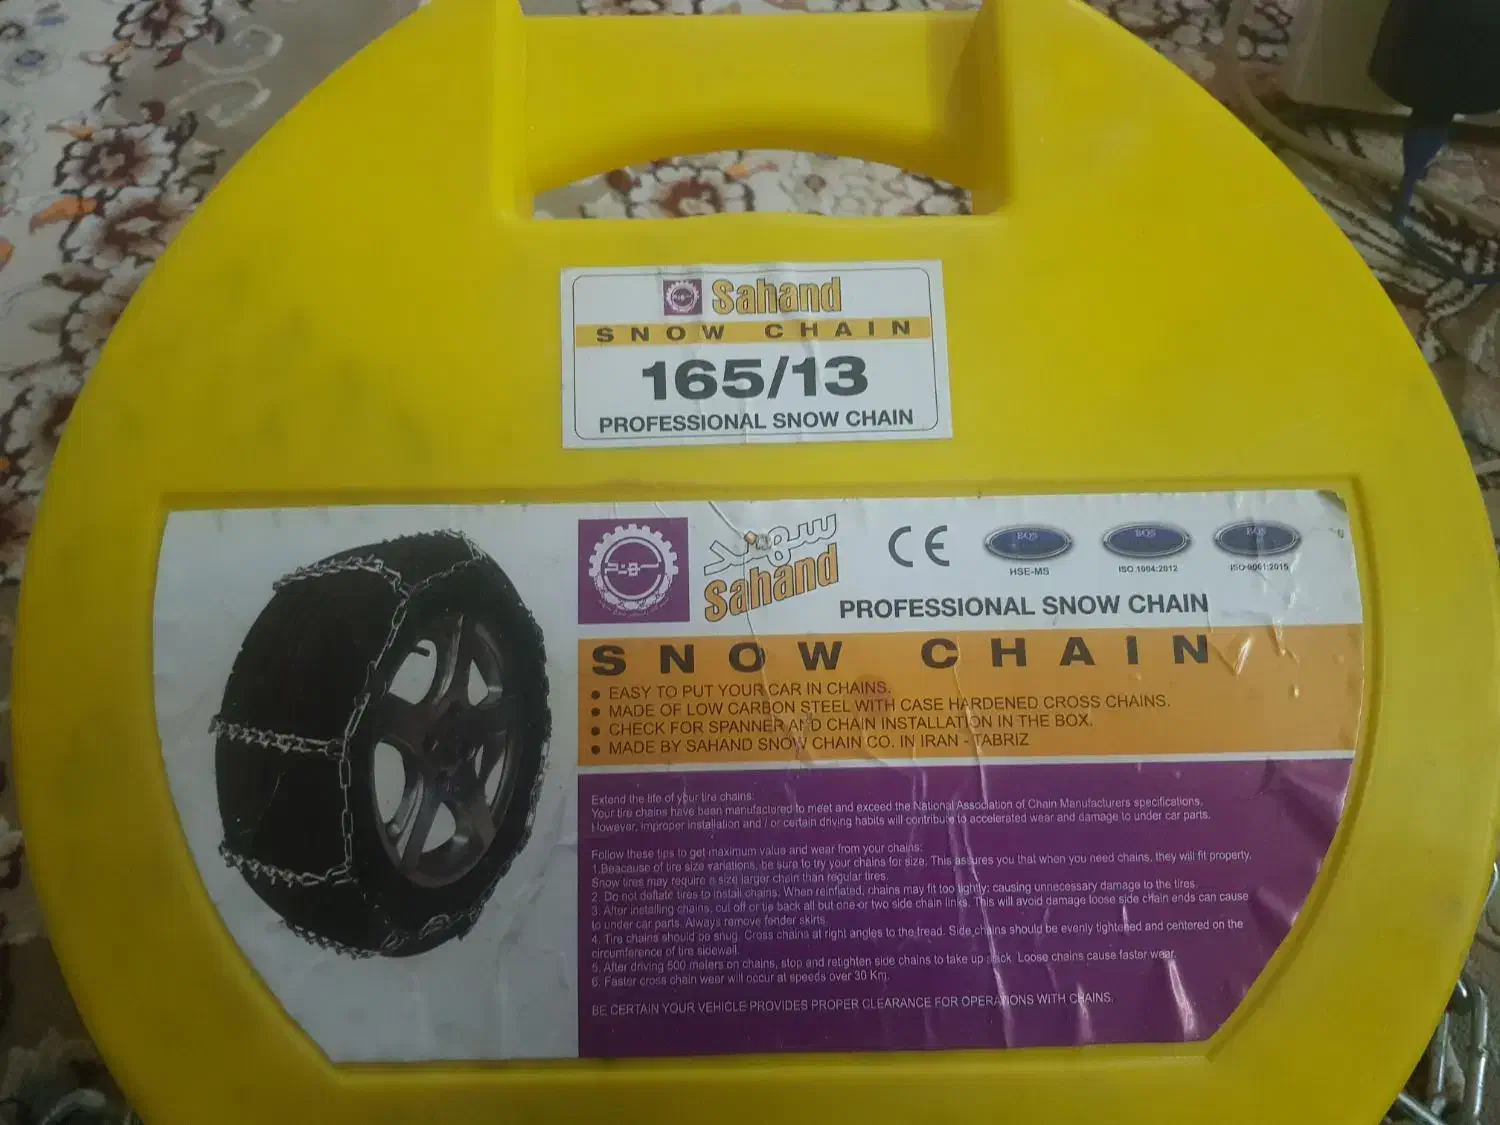 Sahand
SNOW CHAIN
165/13
PROFESSIONAL SNOW CHAIN
سهند
سهند
Sahand
CE
EQS
HSE-MS
EQS
ISO 1004:2012
EQS
ISO 9001:2015
PROFESSIONAL SNOW CHAIN
SNOW CHAIN
● EASY TO PUT YOUR CAR IN CHAINS.
● MADE OF LOW CARBON STEEL WITH CASE HARDENED CROSS CHAINS.
● CHECK FOR SPANNER AND CHAIN INSTALLATION IN THE BOX.
● MADE BY SAHAND SNOW CHAIN CO. IN IRAN - TABRIZ
Extend the life of your tire chains:
Your tire chains have been manufactured to meet and exceed the National Association of Chain Manufacturers specifications,
However, improper installation and / or certain driving habits will contribute to accelerated wear and damage to under car parts.
Follow these tips to get maximum value and wear from your chains:
1.Beacause of tire size variations, be sure to try your chains for size. This assures you that when you need chains, they will fit property.
Snow tires may require a size larger chain than regular tires.
2. Do not deflate tires to install chains. When reinflated, chains may fit too tightly; causing unnecessary damage to the tires
3. After installing chains, cut off or tie back all but one or two side chain links. This will avoid damage loose side chain ends can cause
to under car parts. Always remove fender skirts.
4. Tire chains should be snug. Cross chains at right angles to the tread. Side chains should be evenly tightened and centered on the
circumference of tire sidewall.
5. After driving 500 meters on chains, stop and retighten side chains to take up slack. Loose chains cause faster wear.
6. Faster cross chain wear will occur at speeds over 30 Km.
BE CERTAIN YOUR VEHICLE PROVIDES PROPER CLEARANCE FOR OPERATIONS WITH CHAINS.